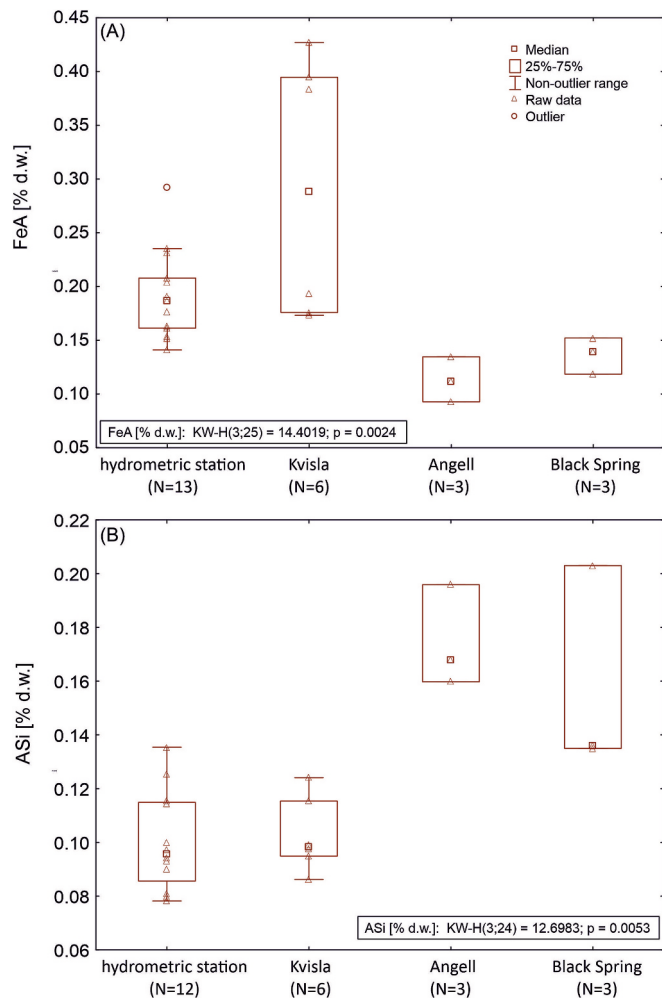 (A)
FeA [% d.w.]
0.45
0.40
0.35
0.30
0.25
0.20
0.15
0.10
0.05
Median
25%-75%
Non-outlier range
Raw data
Outlier
FeA [% d.w.]: KW-H(3;25) = 14.4019; p = 0.0024
hydrometric station
(N=13)
Kvisla
(N=6)
Angell
(N=3)
Black Spring
(N=3)
(B)
ASi [% d.w.]
0.22
0.20
0.18
0.16
0.14
0.12
0.10
0.08
0.06
ASi [% d.w.]: KW-H(3;24) = 12.6983; p = 0.0053
hydrometric station
(N=12)
Kvisla
(N=6)
Angell
(N=3)
Black Spring
(N=3)